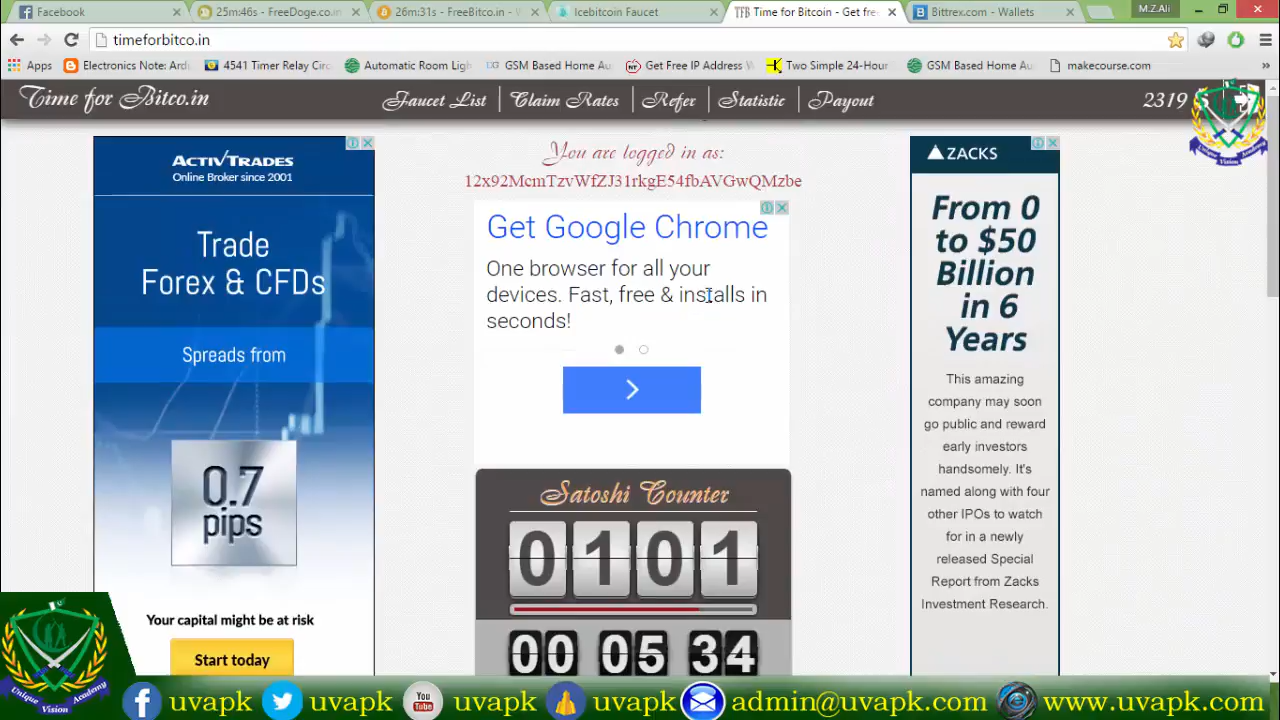 Facebook
25m:46s - FreeDoge.co.in
26m:31s - FreeBitco.in - W
Icebitcoin Faucet
TFB Time for Bitcoin - Get free
Bittrex.com - Wallets
M.Z.Ali
timeforbitco.in
Apps
Electronics Note: Ard
4541 Timer Relay Circ
Automatic Room Ligh
GSM Based Home Au
Get Free IP Address
Two Simple 24-Hour
GSM Based Home Au
makecourse.com
Time for Bitco.in
Faucet List
Claim Rates
Refer
Statistic
Payout
2319
You are logged in as:
12x92McmTzvWfZJ31rkgE54fbAVGwQMzbe
ACTIVTRADES
Online Broker since 2001
Trade
Forex & CFDs
Spreads from
0.7
pips
Your capital might be at risk
Start today
Get Google Chrome
One browser for all your
devices. Fast, free & installs in
seconds!
Satoshi Counter
0101
00 05 34
ZACKS
From 0
to $50
Billion
in 6
Years
This amazing
company may soon
go public and reward
early investors
handsomely. It's
named along with four
other IPOs to watch
for in a newly
released Special
Report from Zacks
Investment Research.
Unique Vision Academy
Unique Vision Academy
uvapk
uvapk
uvapk
uvapk
admin@uvapk.com
www.uvapk.com